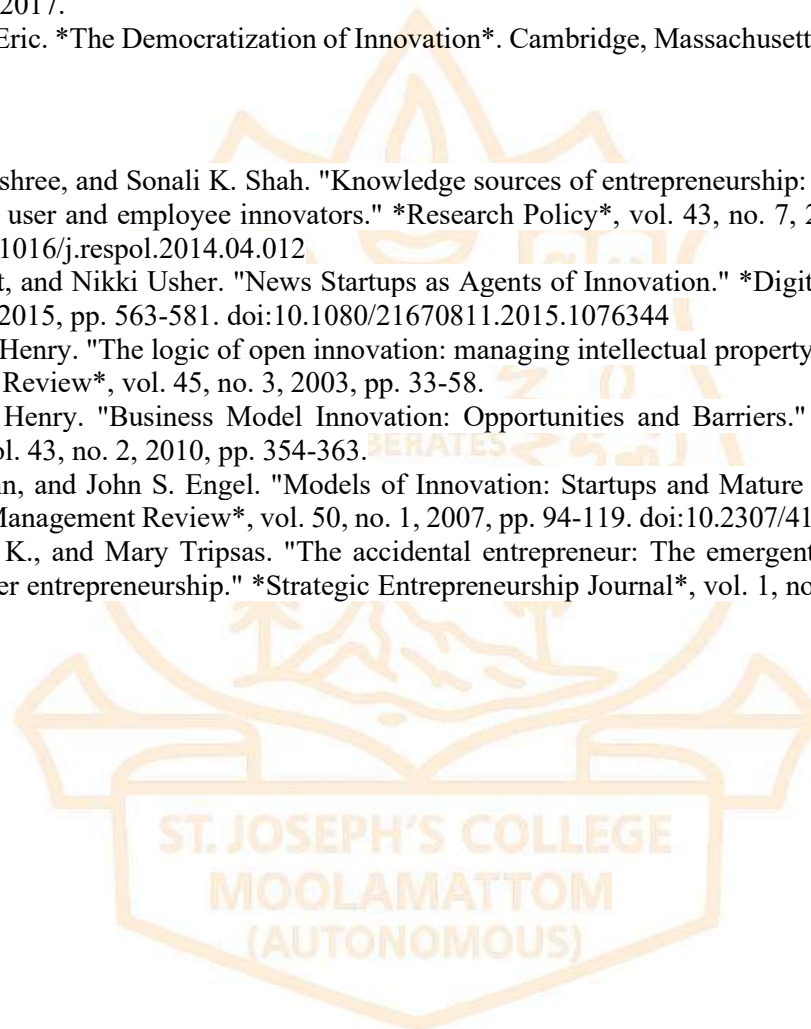 2017.
Eric. *The Democratization of Innovation*. Cambridge, Massachusett
shree, and Sonali K. Shah. "Knowledge sources of entrepreneurship:
user and employee innovators." *Research Policy*, vol. 43, no. 7, 2
1016/j.respol.2014.04.012
t, and Nikki Usher. "News Startups as Agents of Innovation." *Digit
2015, pp. 563-581. doi:10.1080/21670811.2015.1076344
Henry. "The logic of open innovation: managing intellectual property
Review*, vol. 45, no. 3, 2003, pp. 33-58.
Henry. "Business Model Innovation: Opportunities and Barriers."
ol. 43, no. 2, 2010, pp. 354-363.
BERATES
nn, and John S. Engel. "Models of Innovation: Startups and Mature
Management Review*, vol. 50, no. 1, 2007, pp. 94-119. doi:10.2307/41
K., and Mary Tripsas. "The accidental entrepreneur: The emergent
er entrepreneurship." *Strategic Entrepreneurship Journal*, vol. 1, no
ST. JOSEPH'S COLLEGE
MOOLAMATTOM
(AUTONOMOUS)